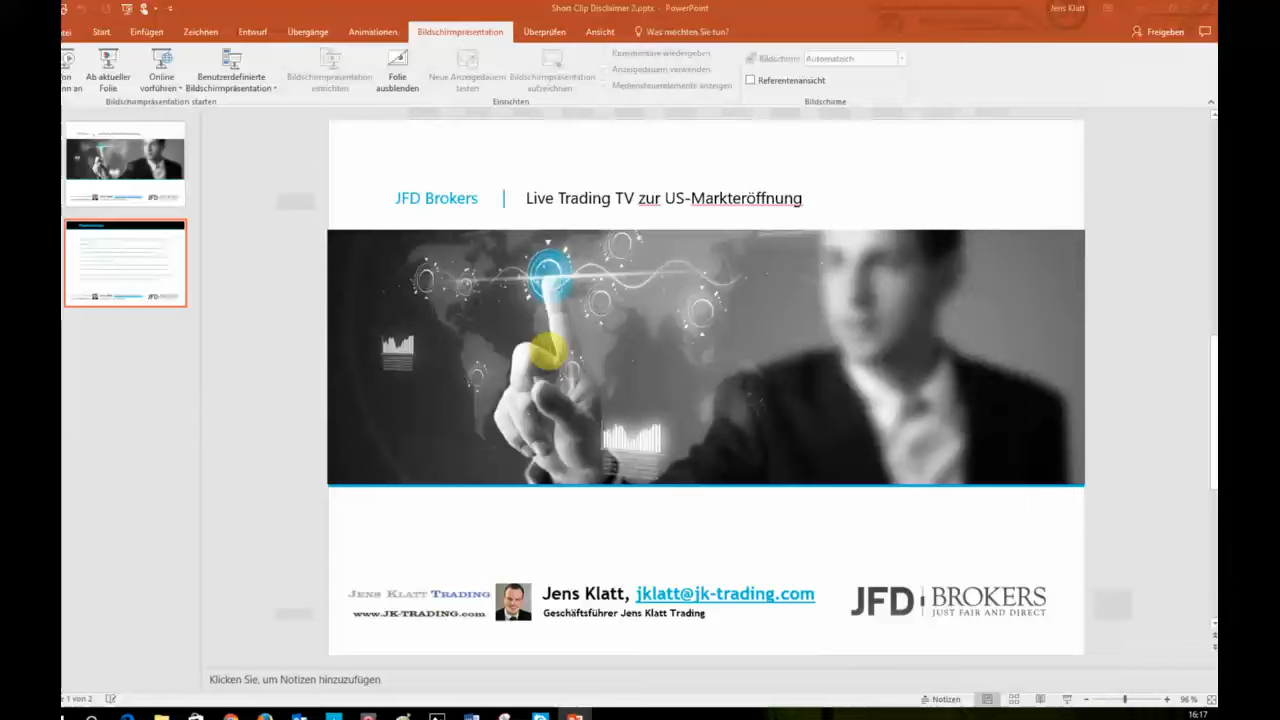 Short Clip Disclaimer 2.pptx - PowerPoint
Jens Klatt
Start Einfügen Zeichnen Entwurf Übergänge Animationen Bildschirmpräsentation Überprüfen Ansicht Was möchten Sie tun? Freigeben
Ab aktueller Folie
Online vorführen
Benutzerdefinierte Bildschirmpräsentation
Bildschirmpräsentation einrichten
Folie ausblenden
Neue Anzeigedauern testen
Bildschirmpräsentation aufzeichnen
Kommentare wiedergeben
Anzeigedauern verwenden
Mediensteuerelemente anzeigen
Bildschirm: Automatisch
Referentenansicht
Bildschirmpräsentation starten
Einrichten
Bildschirme
JFD Brokers | Live Trading TV zur US-Markteröffnung
JENS KLATT TRADING
WWW.JK-TRADING.COM
Jens Klatt, jklatt@jk-trading.com
Geschäftsführer Jens Klatt Trading
JFD BROKERS
JUST FAIR AND DIRECT
Klicken Sie, um Notizen hinzuzufügen
1 von 2
Notizen
96 %
16:17